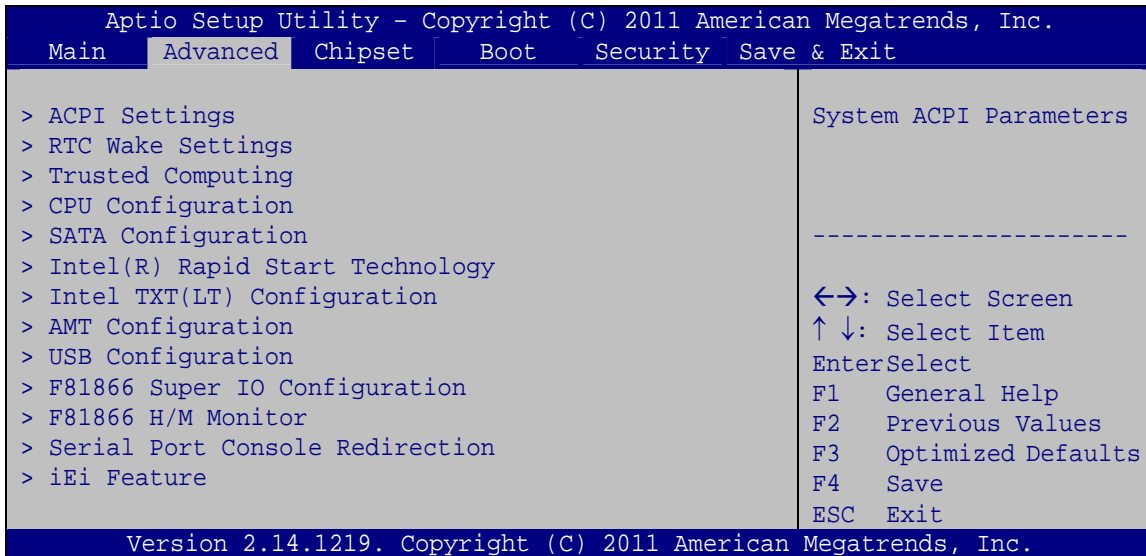 Aptio Setup Utility – Copyright (C) 2011 American Megatrends, Inc.
Main Advanced Chipset Boot Security Save & Exit
> ACPI Settings
> RTC Wake Settings
> Trusted Computing
> CPU Configuration
> SATA Configuration
> Intel(R) Rapid Start Technology
> Intel TXT(LT) Configuration
> AMT Configuration
> USB Configuration
> F81866 Super IO Configuration
> F81866 H/M Monitor
> Serial Port Console Redirection
> iEi Feature
System ACPI Parameters
----------------------
←→: Select Screen
↑ ↓: Select Item
EnterSelect
F1 General Help
F2 Previous Values
F3 Optimized Defaults
F4 Save
ESC Exit
Version 2.14.1219. Copyright (C) 2011 American Megatrends, Inc.